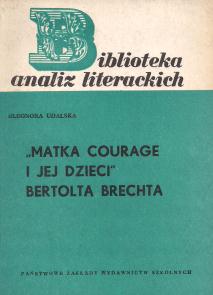 Biblioteka
analiz literackich
ELEONORA UDALSKA
„MATKA COURAGE
I JEJ DZIECI"
BERTOLTA BRECHTA
PAŃSTWOWE ZAKŁADY WYDAWNICTW SZKOLNYCH